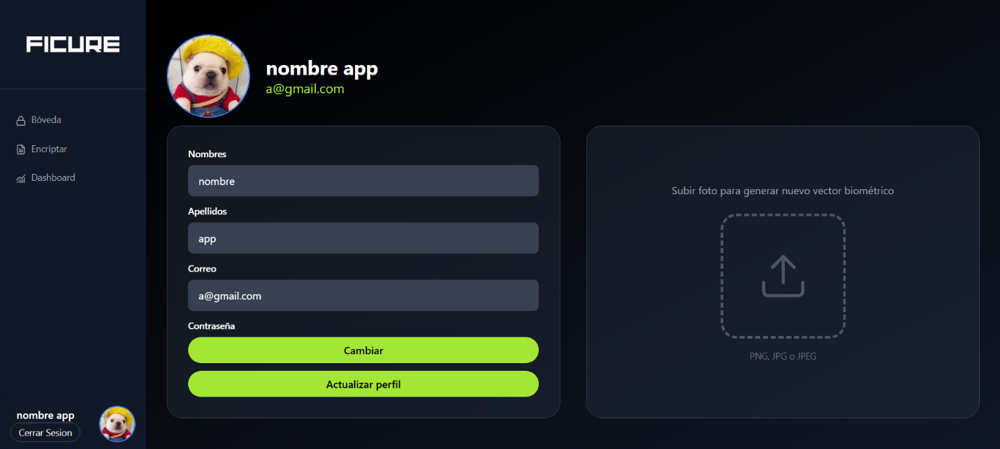 FICURE
Bóveda
Encriptar
Dashboard
nombre app
Cerrar Sesion
nombre app
a@gmail.com
Nombres
nombre
Apellidos
app
Correo
a@gmail.com
Contraseña
Cambiar
Actualizar perfil
Subir foto para generar nuevo vector biométrico
PNG, JPG o JPEG